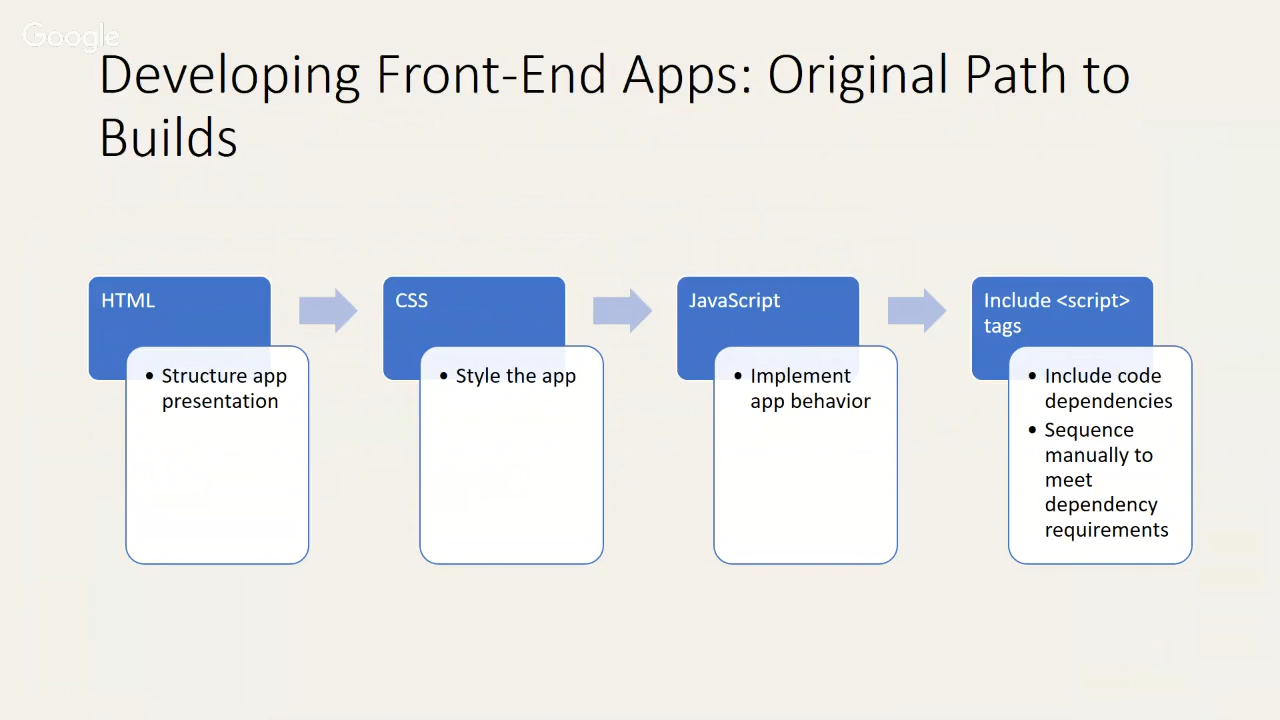 Google
Developing Front-End Apps: Original Path to
Builds
HTML
• Structure app
presentation
CSS
• Style the app
JavaScript
• Implement
app behavior
Include <script>
tags
• Include code
dependencies
• Sequence
manually to
meet
dependency
requirements